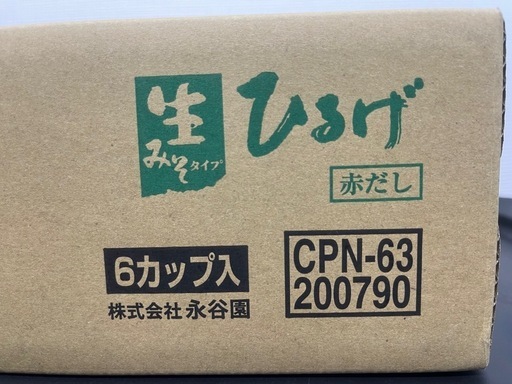 生
みそタイプ
ひるげ
赤だし
6カップ入
株式会社 永谷園
CPN-63
200790